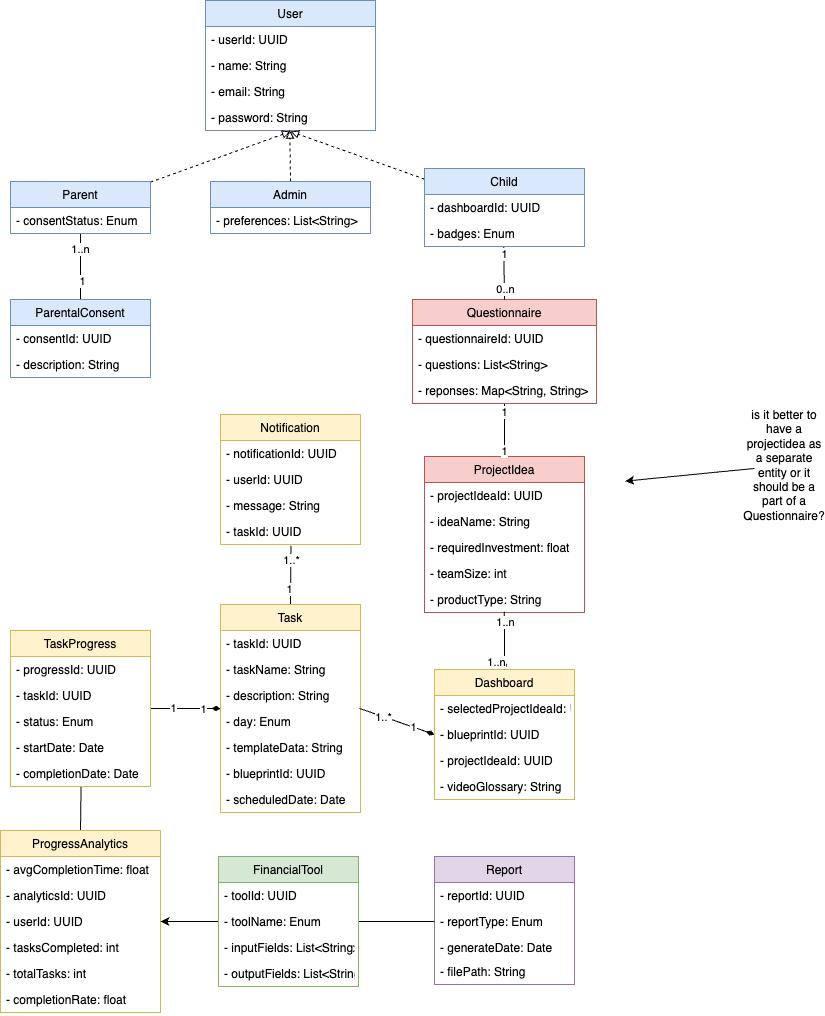 User
- userId: UUID
- name: String
- email: String
- password: String
Parent
- consentStatus: Enum
Admin
- preferences: List<String>
Child
- dashboardId: UUID
- badges: Enum
1..n
1
1
0..n
ParentalConsent
- consentId: UUID
- description: String
Questionnaire
- questionnaireId: UUID
- questions: List<String>
- reponses: Map<String, String>
1
1
is it better to
have a
projectidea as
a separate
entity or it
should be a
part of a
Questionnaire?
Notification
- notificationId: UUID
- userId: UUID
- message: String
- taskId: UUID
1..*
1
ProjectIdea
- projectIdeaId: UUID
- ideaName: String
- requiredInvestment: float
- teamSize: int
- productType: String
1..n
1..n
TaskProgress
- progressId: UUID
- taskId: UUID
- status: Enum
- startDate: Date
- completionDate: Date
1
1
Task
- taskId: UUID
- taskName: String
- description: String
- day: Enum
- templateData: String
- blueprintId: UUID
- scheduledDate: Date
1..*
1
Dashboard
- selectedProjectIdeaId:
- blueprintId: UUID
- projectIdeaId: UUID
- videoGlossary: String
ProgressAnalytics
- avgCompletionTime: float
- analyticsId: UUID
- userId: UUID
- tasksCompleted: int
- totalTasks: int
- completionRate: float
FinancialTool
- toolId: UUID
- toolName: Enum
- inputFields: List<String>
- outputFields: List<Strin
Report
- reportId: UUID
- reportType: Enum
- generateDate: Date
- filePath: String